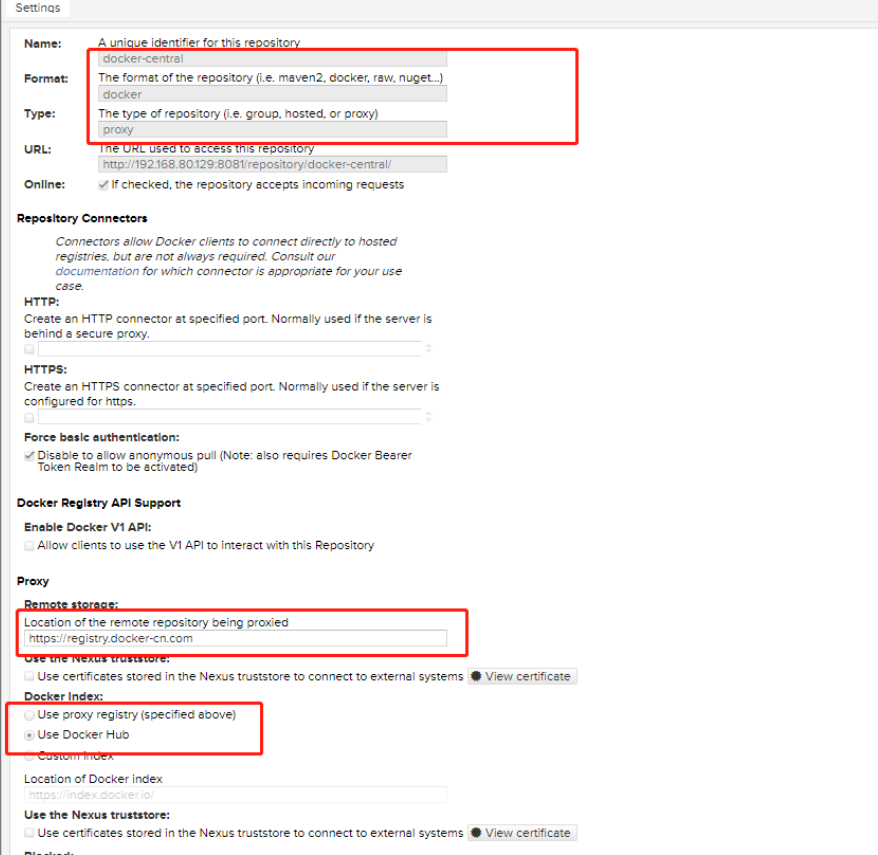 Settings
Name: A unique identifier for this repository
docker-central
Format: The format of the repository (i.e. maven2, docker, raw, nuget...)
docker
Type: The type of repository (i.e. group, hosted, or proxy)
proxy
URL: The URL used to access this repository
http://192.168.80.129:8081/repository/docker-central/
Online: If checked, the repository accepts incoming requests
Repository Connectors
Connectors allow Docker clients to connect directly to hosted
registries, but are not always required. Consult our
documentation for which connector is appropriate for your use
case.
HTTP:
Create an HTTP connector at specified port. Normally used if the server is
behind a secure proxy.
HTTPS:
Create an HTTPS connector at specified port. Normally used if the server is
configured for https.
Force basic authentication:
Disable to allow anonymous pull (Note: also requires Docker Bearer
Token Realm to be activated)
Docker Registry API Support
Enable Docker V1 API:
Allow clients to use the V1 API to interact with this Repository
Proxy
Remote storage:
Location of the remote repository being proxied
https://registry.docker-cn.com
Use the Nexus truststore:
Use certificates stored in the Nexus truststore to connect to external systems View certificate
Docker Index:
Use proxy registry (specified above)
Use Docker Hub
Custom Index
Location of Docker index
https://index.docker.io/
Use the Nexus truststore:
Use certificates stored in the Nexus truststore to connect to external systems View certificate
Blocked: